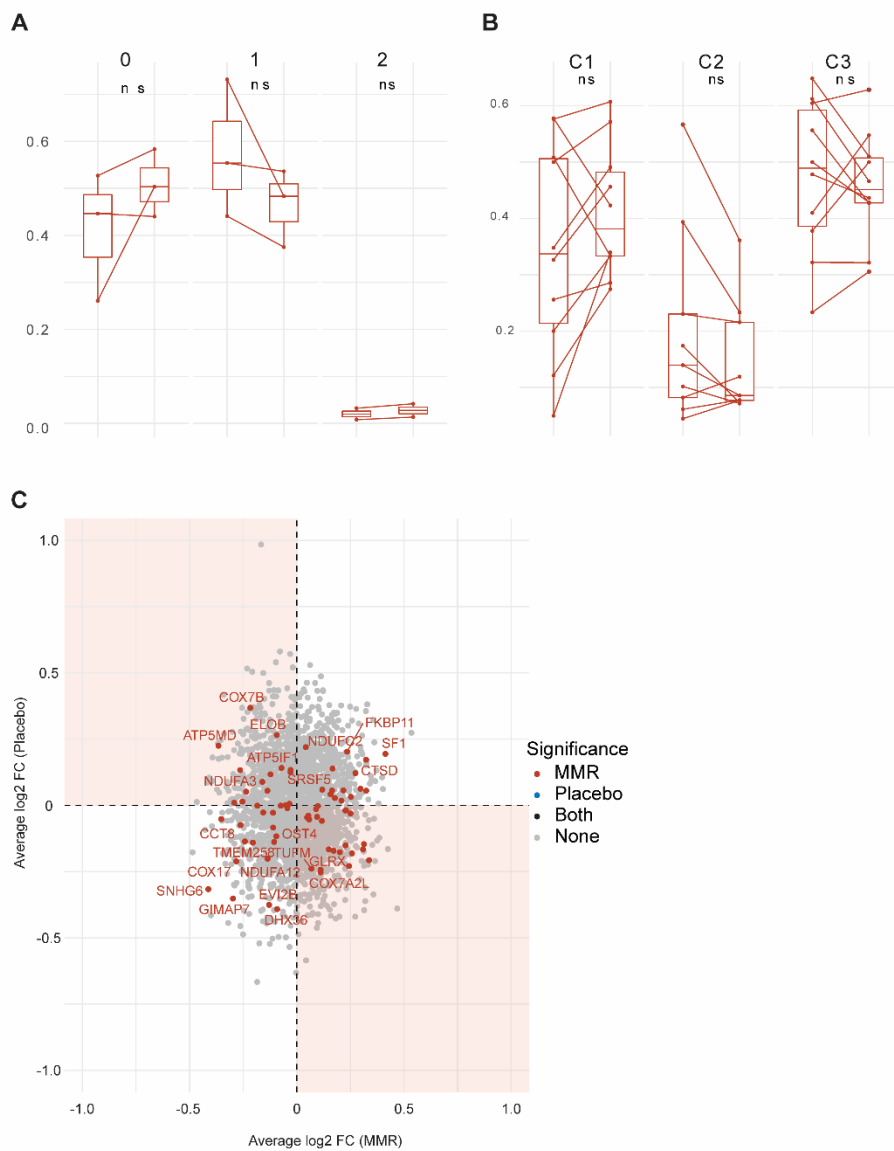 A
B
0
1
2
n s
n s
n s
0.6
0.4
0.2
0.0
C1
C2
C3
ns
ns
ns
0.6
0.4
0.2
C
Average log2 FC (Placebo)
1.0
0.5
0
-0.5
-1.0
COX7B
ELOB
ATP5MD
NDUFC2
FKBP11
SF1
ATP5IF1
SRSF5
CTSD
NDUFA3
CCT8
OST4
TMEM258
TUFM
GLRX
COX17
NDUFA12
COX7A2L
SNHG6
EVI2B
GIMAP7
DHX36
-1.0
-0.5
0
0.5
1.0
Average log2 FC (MMR)
Significance
MMR
Placebo
Both
None